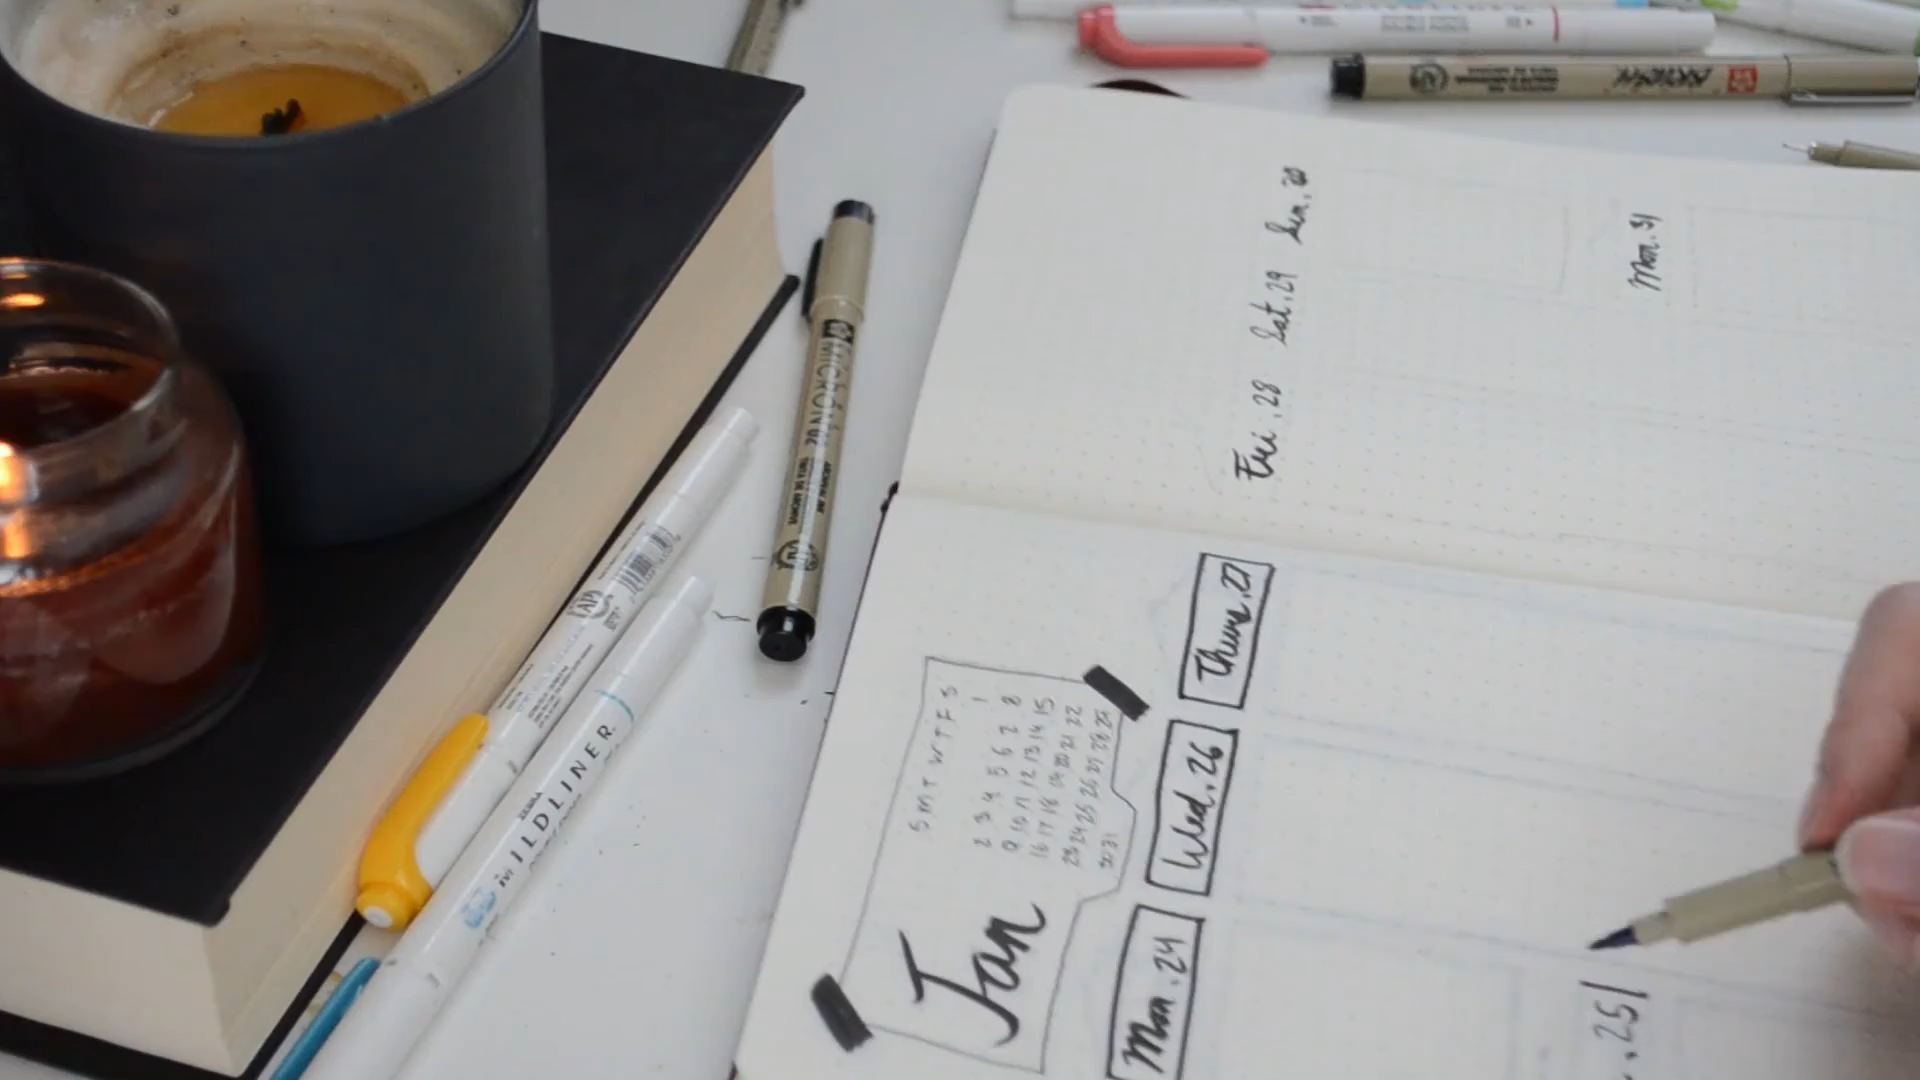 Jan
S M T W T F S
1
2 3 4 5 6 7 8
9 10 11 12 13 14 15
16 17 18 19 20 21 22
23 24 25 26 27 28 29
30 31
Mon. 24
. 25
Wed. 26
Thurs. 27
Fri. 28
Sat. 29
Sun. 30
Mon. 31
ZEBRA
MILDLINER
MICRON
AP